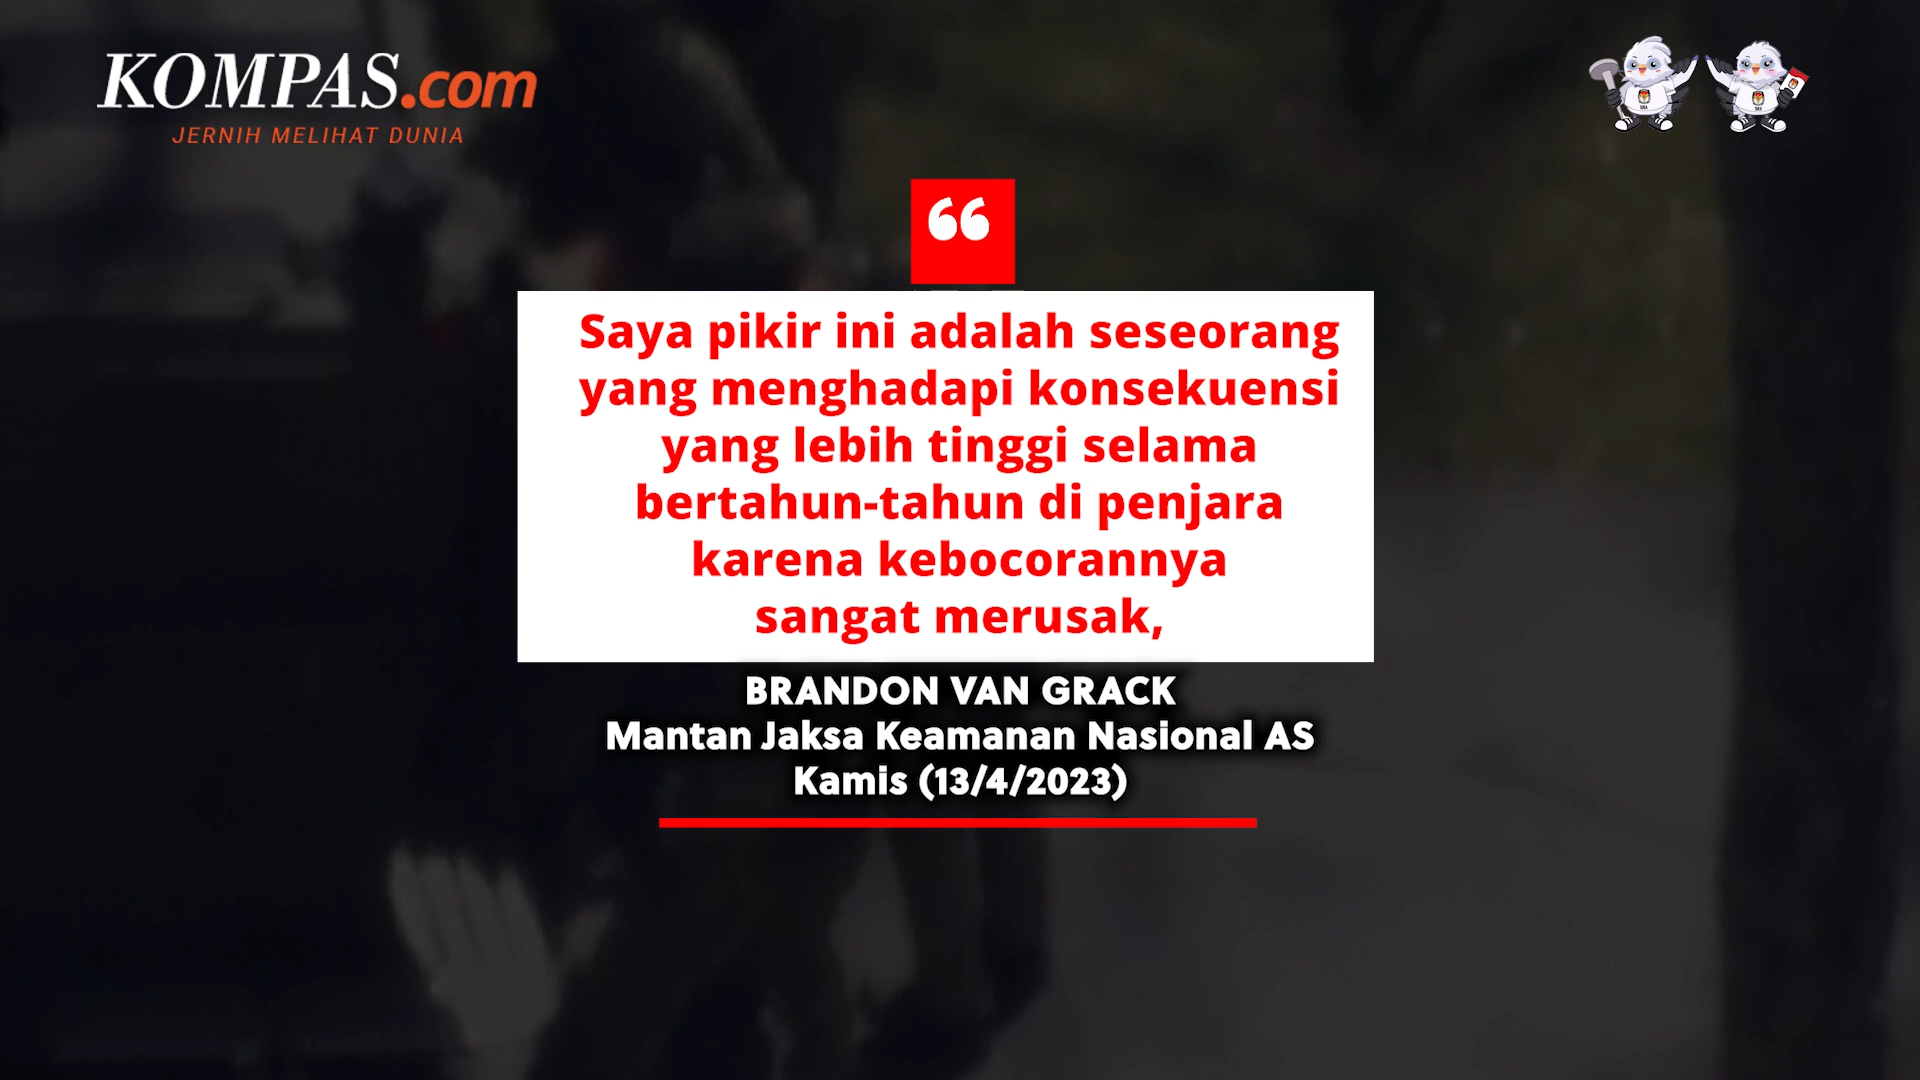 KOMPAS.com
JERNIH MELIHAT DUNIA
“
Saya pikir ini adalah seseorang
yang menghadapi konsekuensi
yang lebih tinggi selama
bertahun-tahun di penjara
karena kebocorannya
sangat merusak,
BRANDON VAN GRACK
Mantan Jaksa Keamanan Nasional AS
Kamis (13/4/2023)